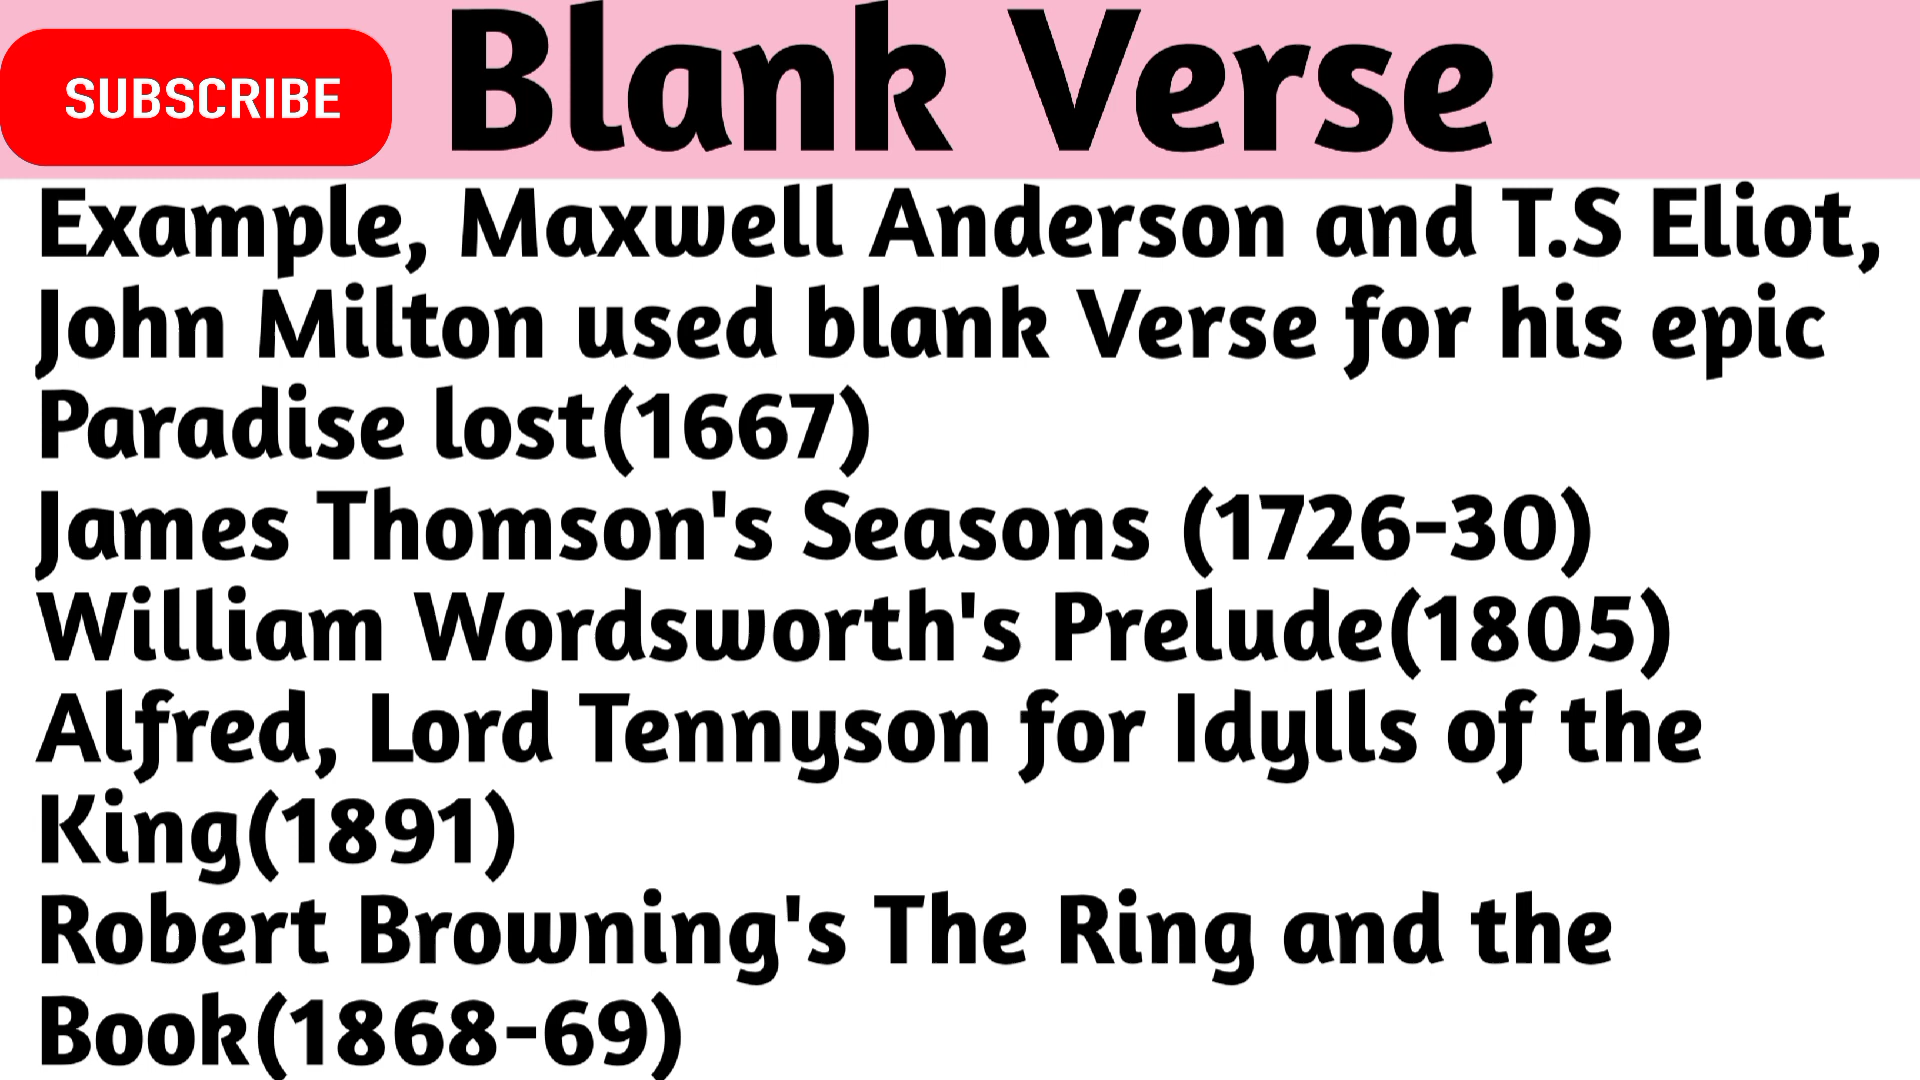 SUBSCRIBE
Blank Verse
Example, Maxwell Anderson and T.S Eliot,
John Milton used blank Verse for his epic
Paradise lost(1667)
James Thomson's Seasons (1726-30)
William Wordsworth's Prelude(1805)
Alfred, Lord Tennyson for Idylls of the
King(1891)
Robert Browning's The Ring and the
Book(1868-69)